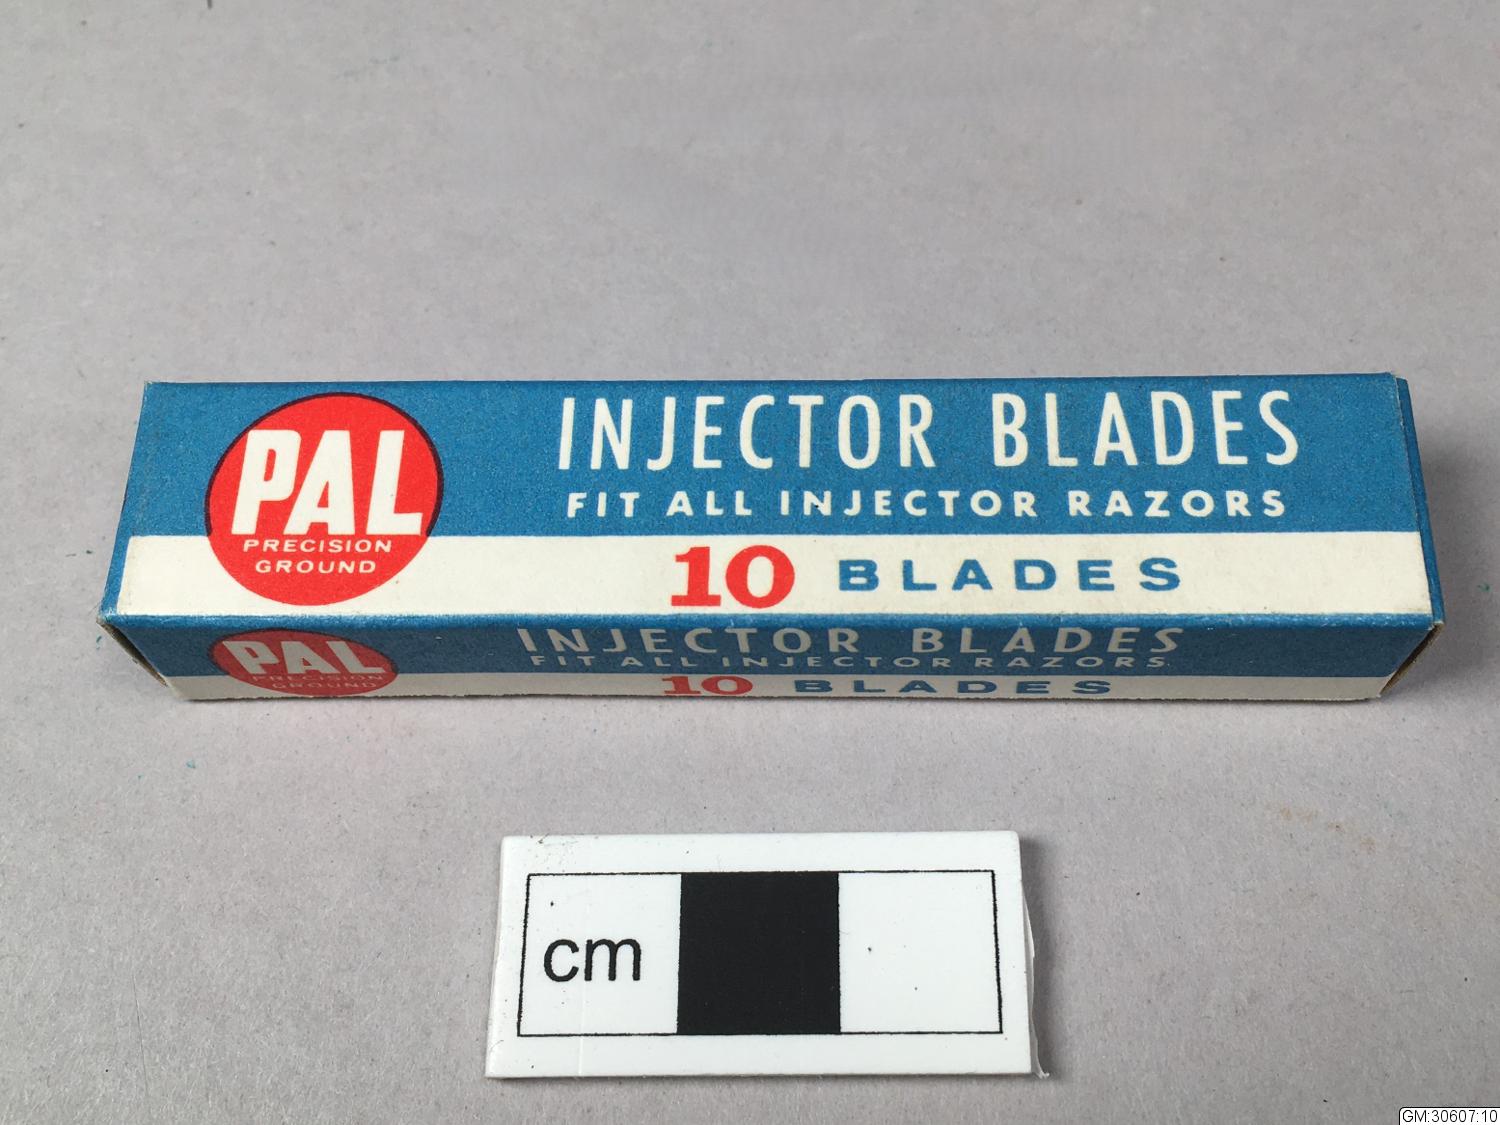 PAL
PRECISION
GROUND
INJECTOR BLADES
FIT ALL INJECTOR RAZORS
10 BLADES
PAL
PRECISION
GROUND
INJECTOR BLADES
FIT ALL INJECTOR RAZORS
10 BLADES
cm
GM:30607:10